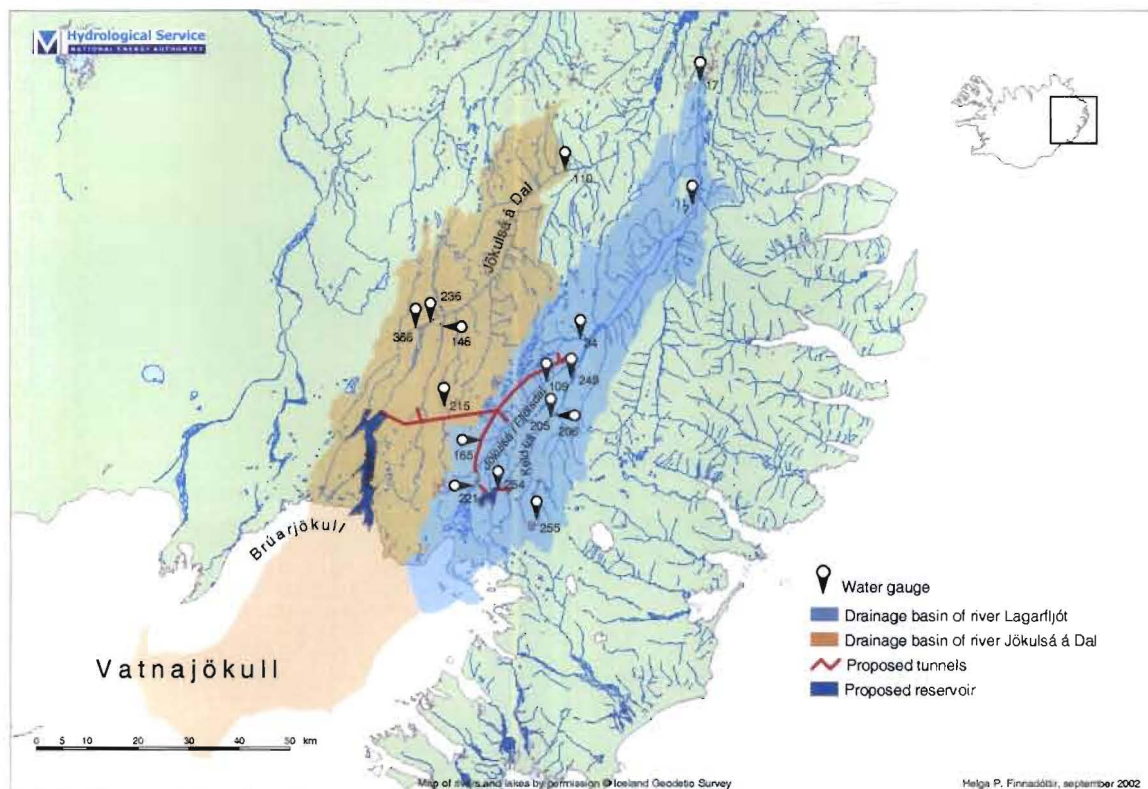 Hydrological Service
NATIONAL ENERGY AUTHORITY
17
110
Jökulsá á Dal
236
366
146
34
109
249
215
205
206
Jökulsá í Fljótsdal
165
Keldúa
254
221
255
Brúarjökull
Vatnajökull
Water gauge
Drainage basin of river Lagarfljót
Drainage basin of river Jökulsá á Dal
Proposed tunnels
Proposed reservoir
0 5 10 20 30 40 50 km
Map of rivers and lakes by permission © Iceland Geodetic Survey
Helga P. Finnadóttir, september 2002